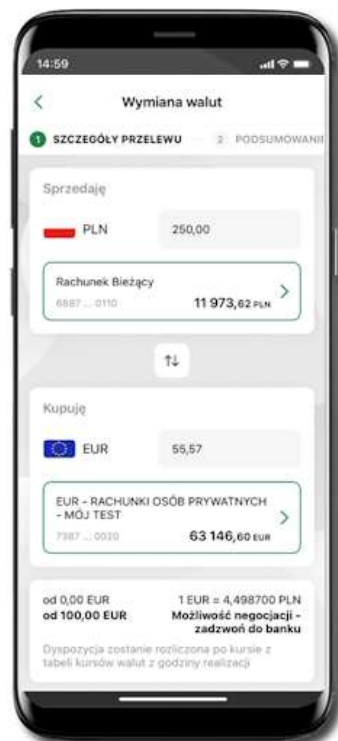 14:59
Wymiana walut
1 SZCZEGÓŁY PRZELEWU 2 PODSUMOWANI
Sprzedaję
PLN 250,00
Rachunek Bieżący
6887 ... 0110 11 973,62 PLN
Kupuję
EUR 55,57
EUR - RACHUNKI OSÓB PRYWATNYCH
- MÓJ TEST
7387 ... 0020 63 146,60 EUR
od 0,00 EUR 1 EUR = 4,498700 PLN
od 100,00 EUR Możliwość negocjacji -
zadzwoń do banku
Dyspozycja zostanie rozliczona po kursie z
tabeli kursów walut z godziny realizacji